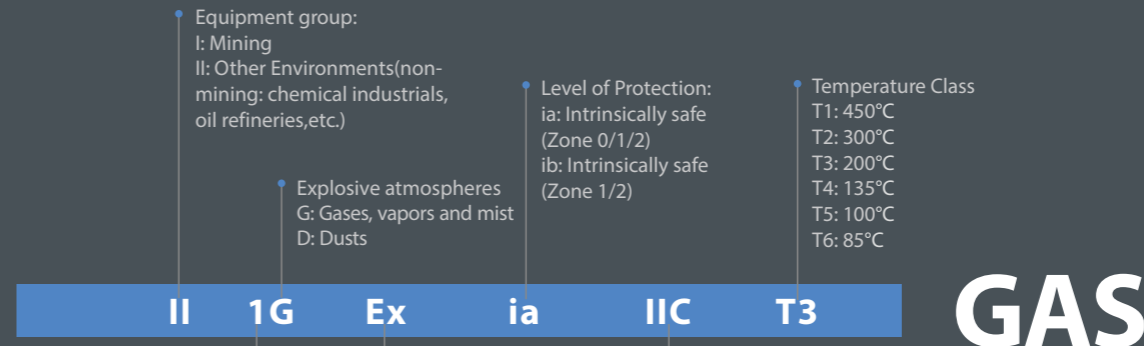 Equipment group:
I: Mining
II: Other Environments(non-
mining: chemical industrials,
oil refineries,etc.)
Level of Protection:
ia: Intrinsically safe
(Zone 0/1/2)
ib: Intrinsically safe
(Zone 1/2)
Temperature Class
T1: 450°C
T2: 300°C
T3: 200°C
T4: 135°C
T5: 100°C
T6: 85°C
Explosive atmospheres
G: Gases, vapors and mist
D: Dusts
II 1G Ex ia IIC T3
GAS